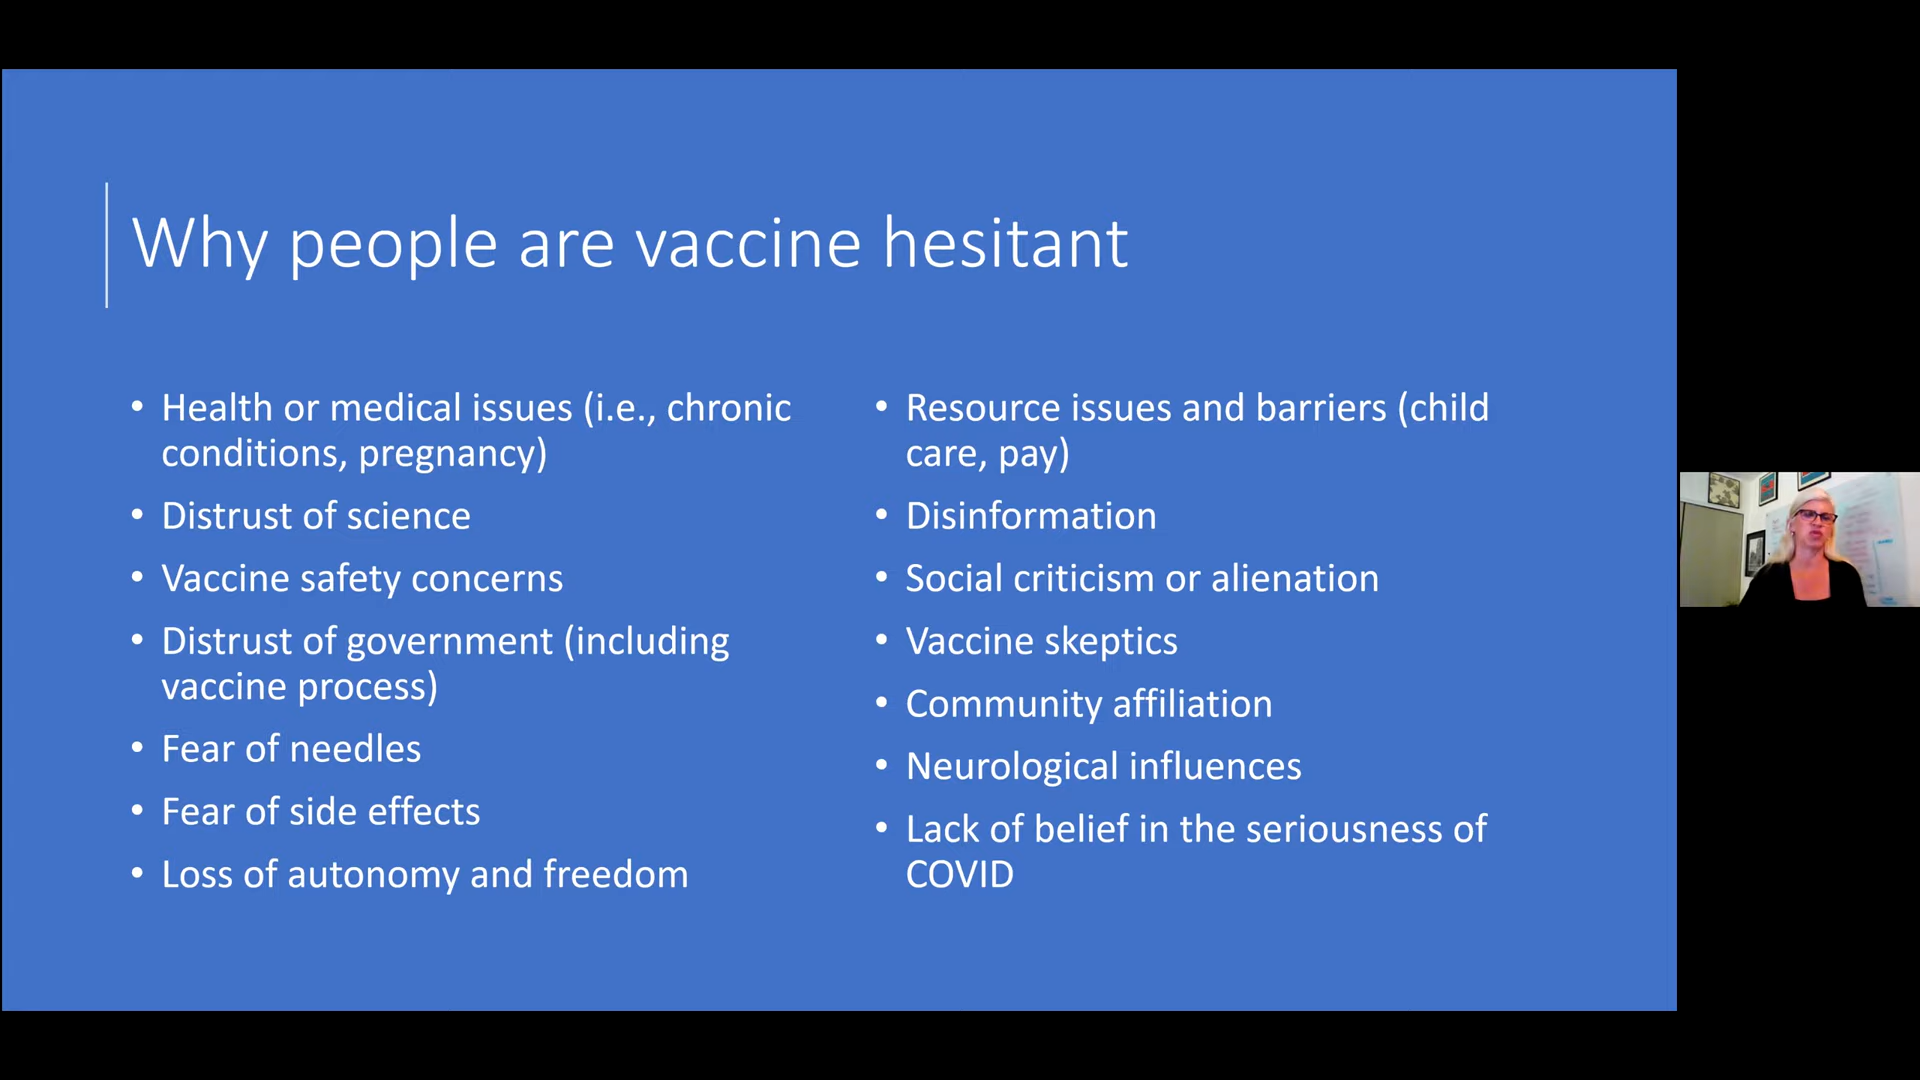 Why people are vaccine hesitant
• Health or medical issues (i.e., chronic
conditions, pregnancy)
• Distrust of science
• Vaccine safety concerns
• Distrust of government (including
vaccine process)
• Fear of needles
• Fear of side effects
• Loss of autonomy and freedom
• Resource issues and barriers (child
care, pay)
• Disinformation
• Social criticism or alienation
• Vaccine skeptics
• Community affiliation
• Neurological influences
• Lack of belief in the seriousness of
COVID